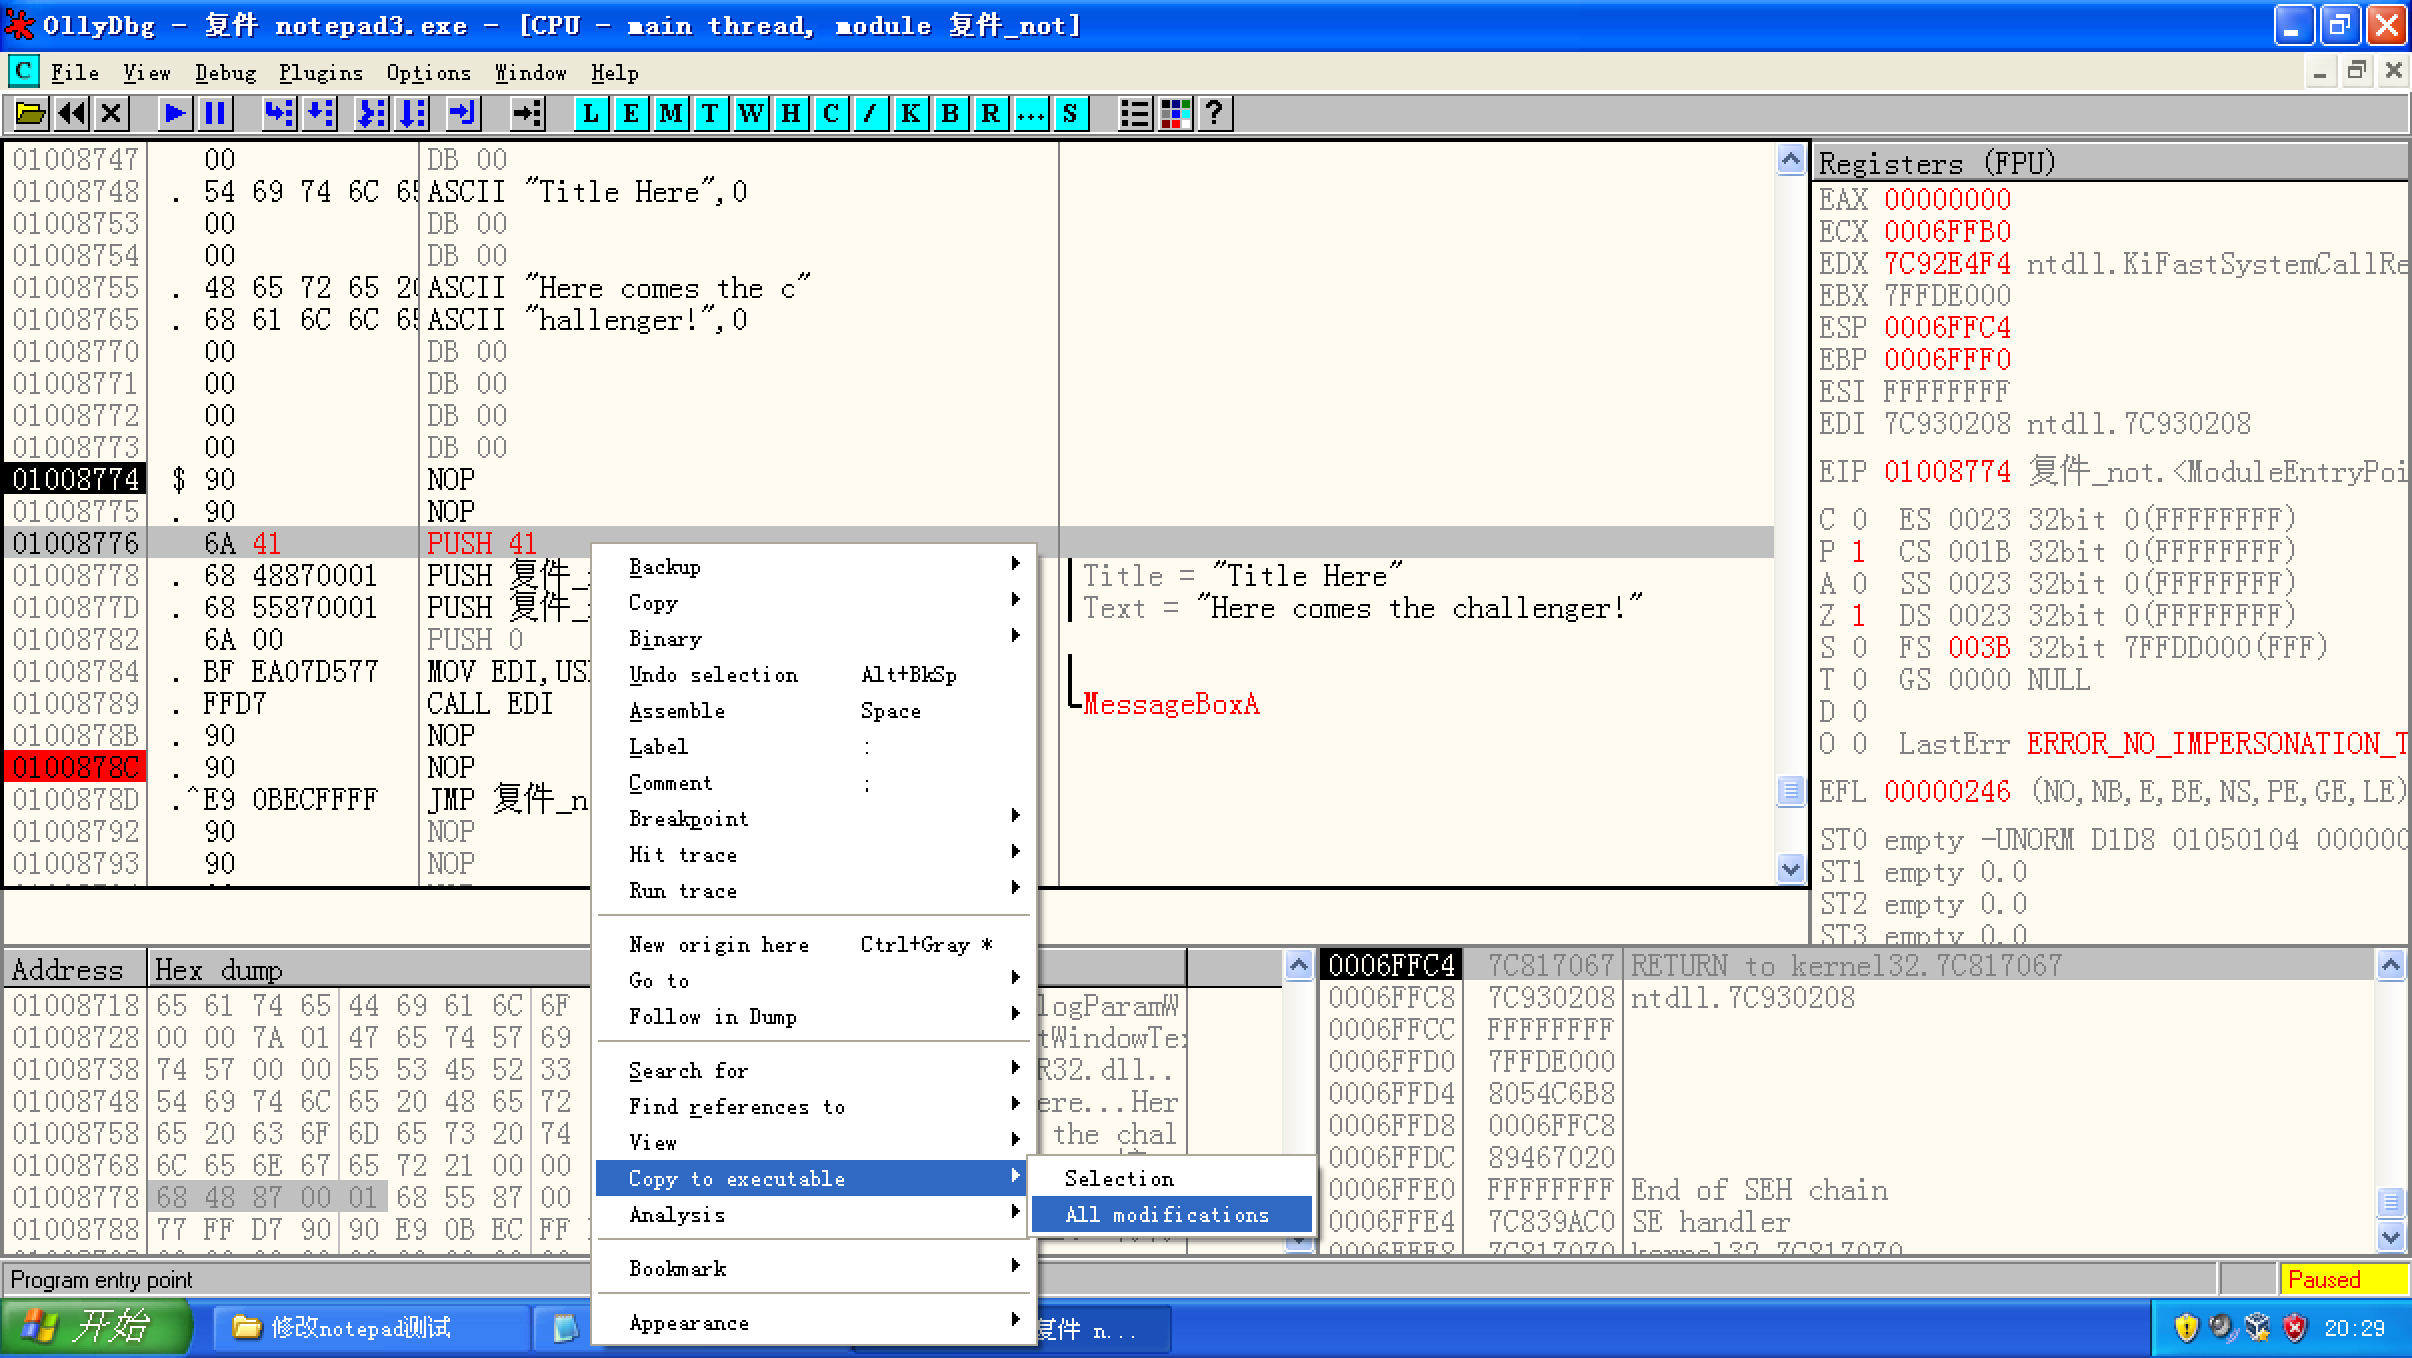 OllyDbg - 复件 notepad3.exe - [CPU - main thread, module 复件_not]
C File View Debug Plugins Options Window Help
L E M T W H C / K B R ... S ?
01008747 00 DB 00
01008748 . 54 69 74 6C 65 ASCII "Title Here",0
01008753 00 DB 00
01008754 00 DB 00
01008755 . 48 65 72 65 20 ASCII "Here comes the c"
01008765 . 68 61 6C 6C 65 ASCII "hallenger!",0
01008770 00 DB 00
01008771 00 DB 00
01008772 00 DB 00
01008773 00 DB 00
01008774 $ 90 NOP
01008775 . 90 NOP
01008776 6A 41 PUSH 41
01008778 . 68 48870001 PUSH 复件_ Title = "Title Here"
0100877D . 68 55870001 PUSH 复件_ Text = "Here comes the challenger!"
01008782 6A 00 PUSH 0
01008784 . BF EA07D577 MOV EDI,US
01008789 . FFD7 CALL EDI MessageBoxA
0100878B . 90 NOP
0100878C . 90 NOP
0100878D .^E9 0BECFFFF JMP 复件_n
01008792 90 NOP
01008793 90 NOP
Registers (FPU)
EAX 00000000
ECX 0006FFB0
EDX 7C92E4F4 ntdll.KiFastSystemCallRe
EBX 7FFDE000
ESP 0006FFC4
EBP 0006FFF0
ESI FFFFFFFF
EDI 7C930208 ntdll.7C930208
EIP 01008774 复件_not.<ModuleEntryPoi
C 0 ES 0023 32bit 0(FFFFFFFF)
P 1 CS 001B 32bit 0(FFFFFFFF)
A 0 SS 0023 32bit 0(FFFFFFFF)
Z 1 DS 0023 32bit 0(FFFFFFFF)
S 0 FS 003B 32bit 7FFDD000(FFF)
T 0 GS 0000 NULL
D 0
O 0 LastErr ERROR_NO_IMPERSONATION_T
EFL 00000246 (NO,NB,E,BE,NS,PE,GE,LE)
ST0 empty -UNORM D1D8 01050104 000000
ST1 empty 0.0
ST2 empty 0.0
ST3 empty 0.0
Backup
Copy
Binary
Undo selection Alt+BkSp
Assemble Space
Label :
Comment ;
Breakpoint
Hit trace
Run trace
New origin here Ctrl+Gray *
Go to
Follow in Dump
Search for
Find references to
View
Copy to executable
Analysis
Bookmark
Appearance
Selection
All modifications
Address Hex dump
01008718 65 61 74 65 44 69 61 6C 6F logParamW
01008728 00 00 7A 01 47 65 74 57 69 tWindowTe
01008738 74 57 00 00 55 53 45 52 33 R32.dll..
01008748 54 69 74 6C 65 20 48 65 72 ere...Her
01008758 65 20 63 6F 6D 65 73 20 74 the chal
01008768 6C 65 6E 67 65 72 21 00 00
01008778 68 48 87 00 01 68 55 87 00
01008788 77 FF D7 90 90 E9 0B EC FF
0006FFC4 7C817067 RETURN to kernel32.7C817067
0006FFC8 7C930208 ntdll.7C930208
0006FFCC FFFFFFFF
0006FFD0 7FFDE000
0006FFD4 8054C6B8
0006FFD8 0006FFC8
0006FFDC 89467020
0006FFE0 FFFFFFFF End of SEH chain
0006FFE4 7C839AC0 SE handler
0006FFE8 7C817070 kernel32.7C817070
Program entry point Paused
开始 修改notepad测试 复件 n... 20:29